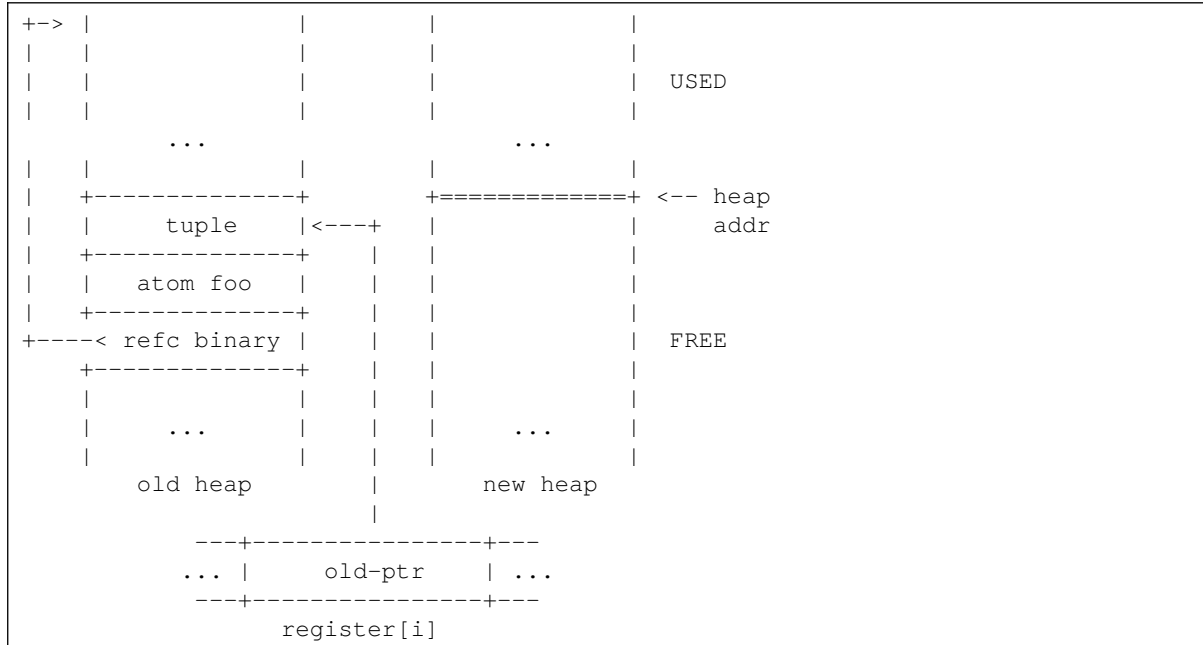 USED
... ...
<-- heap
tuple addr
atom foo
refc binary FREE
... ...
old heap new heap
... old-ptr ...
register[i]